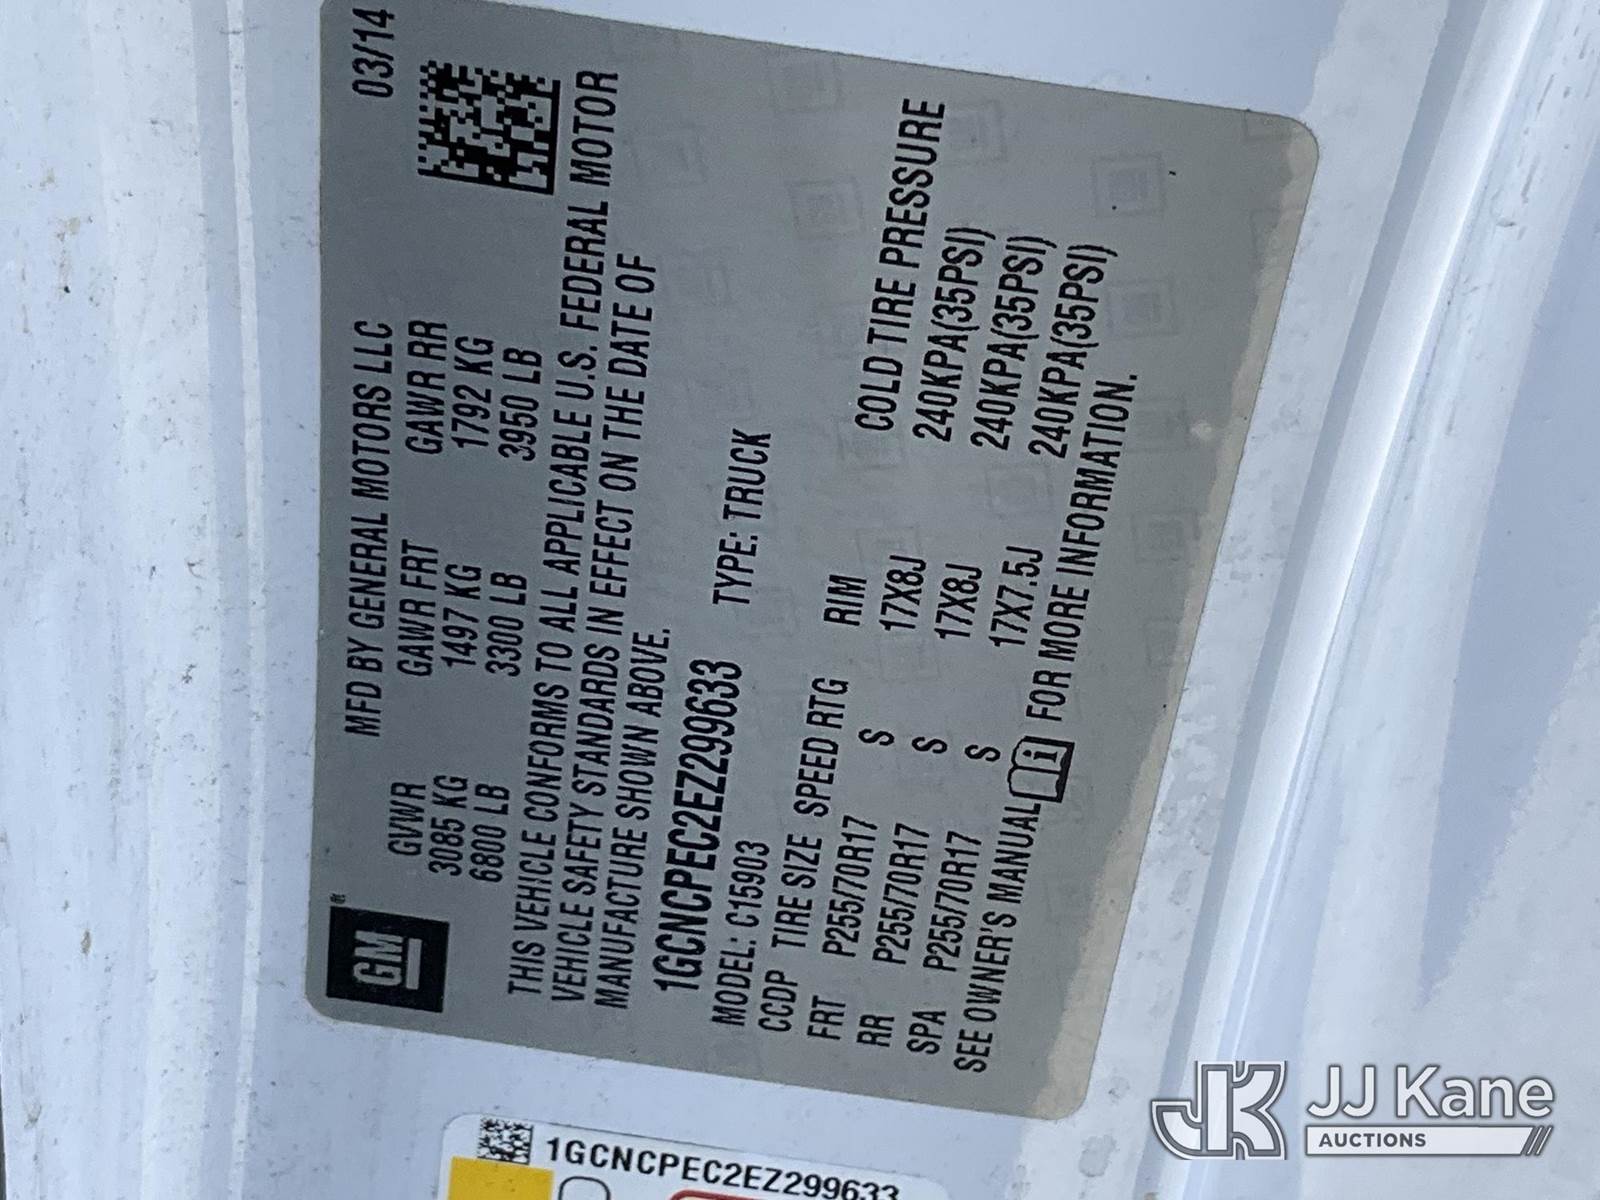 GM
MFD BY GENERAL MOTORS LLC 03/14
GVWR GAWR FRT GAWR RR
3085 KG 1497 KG 1792 KG
6800 LB 3300 LB 3950 LB
THIS VEHICLE CONFORMS TO ALL APPLICABLE U.S. FEDERAL MOTOR
VEHICLE SAFETY STANDARDS IN EFFECT ON THE DATE OF
MANUFACTURE SHOWN ABOVE.
1GCNCPEC2EZ299633
MODEL: C15903 TYPE: TRUCK
CCDP TIRE SIZE SPEED RTG RIM COLD TIRE PRESSURE
FRT P255/70R17 S 17X8J 240KPA(35PSI)
RR P255/70R17 S 17X8J 240KPA(35PSI)
SPA P255/70R17 S 17X7.5J 240KPA(35PSI)
SEE OWNER'S MANUAL i FOR MORE INFORMATION.
1GCNCPEC2EZ299633
JK JJ Kane
AUCTIONS